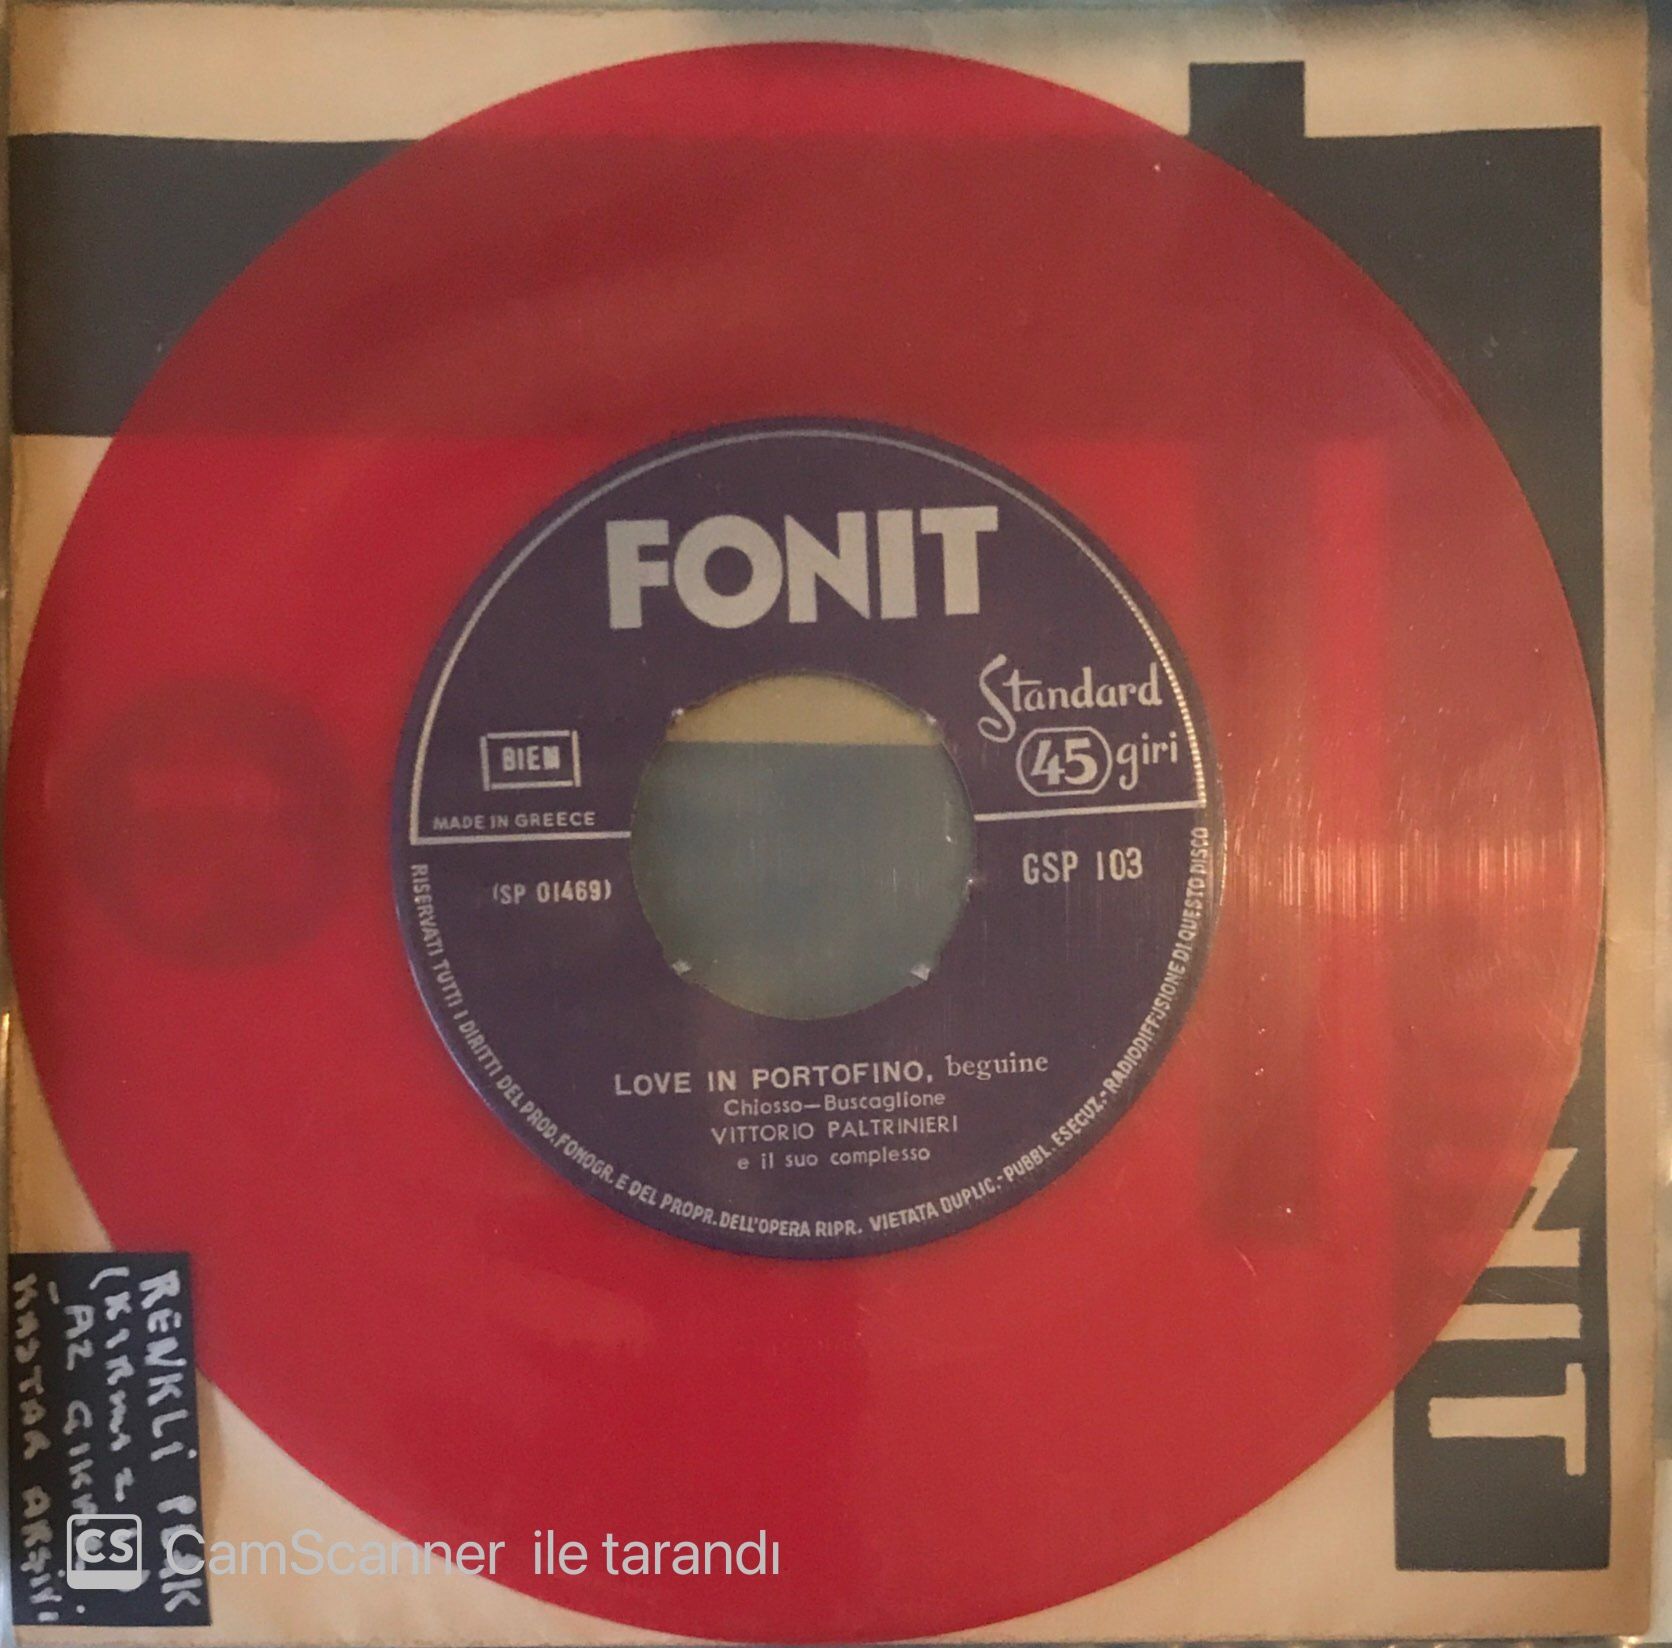 FONIT
Standard
45 giri
BIEM
MADE IN GREECE
(SP 01469)
GSP 103
LOVE IN PORTOFINO, beguine
Chiosso—Buscaglione
VITTORIO PALTRINIERI
e il suo complesso
RISERVATI TUTTI I DIRITTI DEL PROD. FONOGR. E DEL PROPR. DELL'OPERA RIPR. VIETATA DUPLIC.-PUBBL. ESECUZ.-RADIODIFFUSIONE DI QUESTO DISCO
NIT
RENKLİ PLAK
- AZ
ARŞİVİ
CS CamScanner ile tarandı